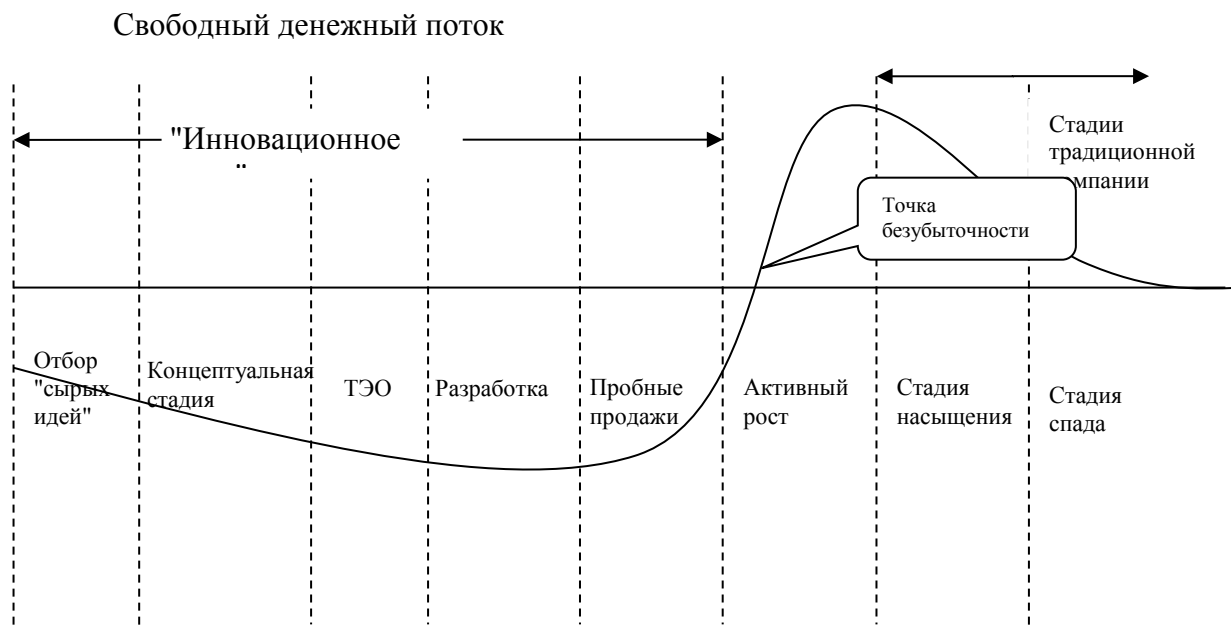 Свободный денежный поток
"Инновационное
"
Стадии
традиционной
Точка
безубыточности
Отбор
"сырых
идей"
Концептуальная
стадия
ТЭО
Разработка
Пробные
продажи
Активный
рост
Стадия
насыщения
Стадия
спада